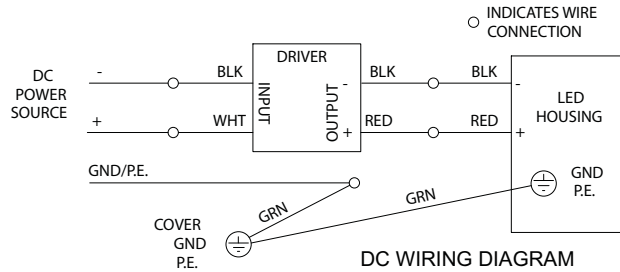 INDICATES WIRE
CONNECTION
DC
POWER
SOURCE
-
+
BLK
WHT
DRIVER
INPUT
OUTPUT
-
+
BLK
RED
BLK
RED
-
+
LED
HOUSING
GND
P.E.
GND/P.E.
GRN
GRN
COVER
GND
P.E.
DC WIRING DIAGRAM